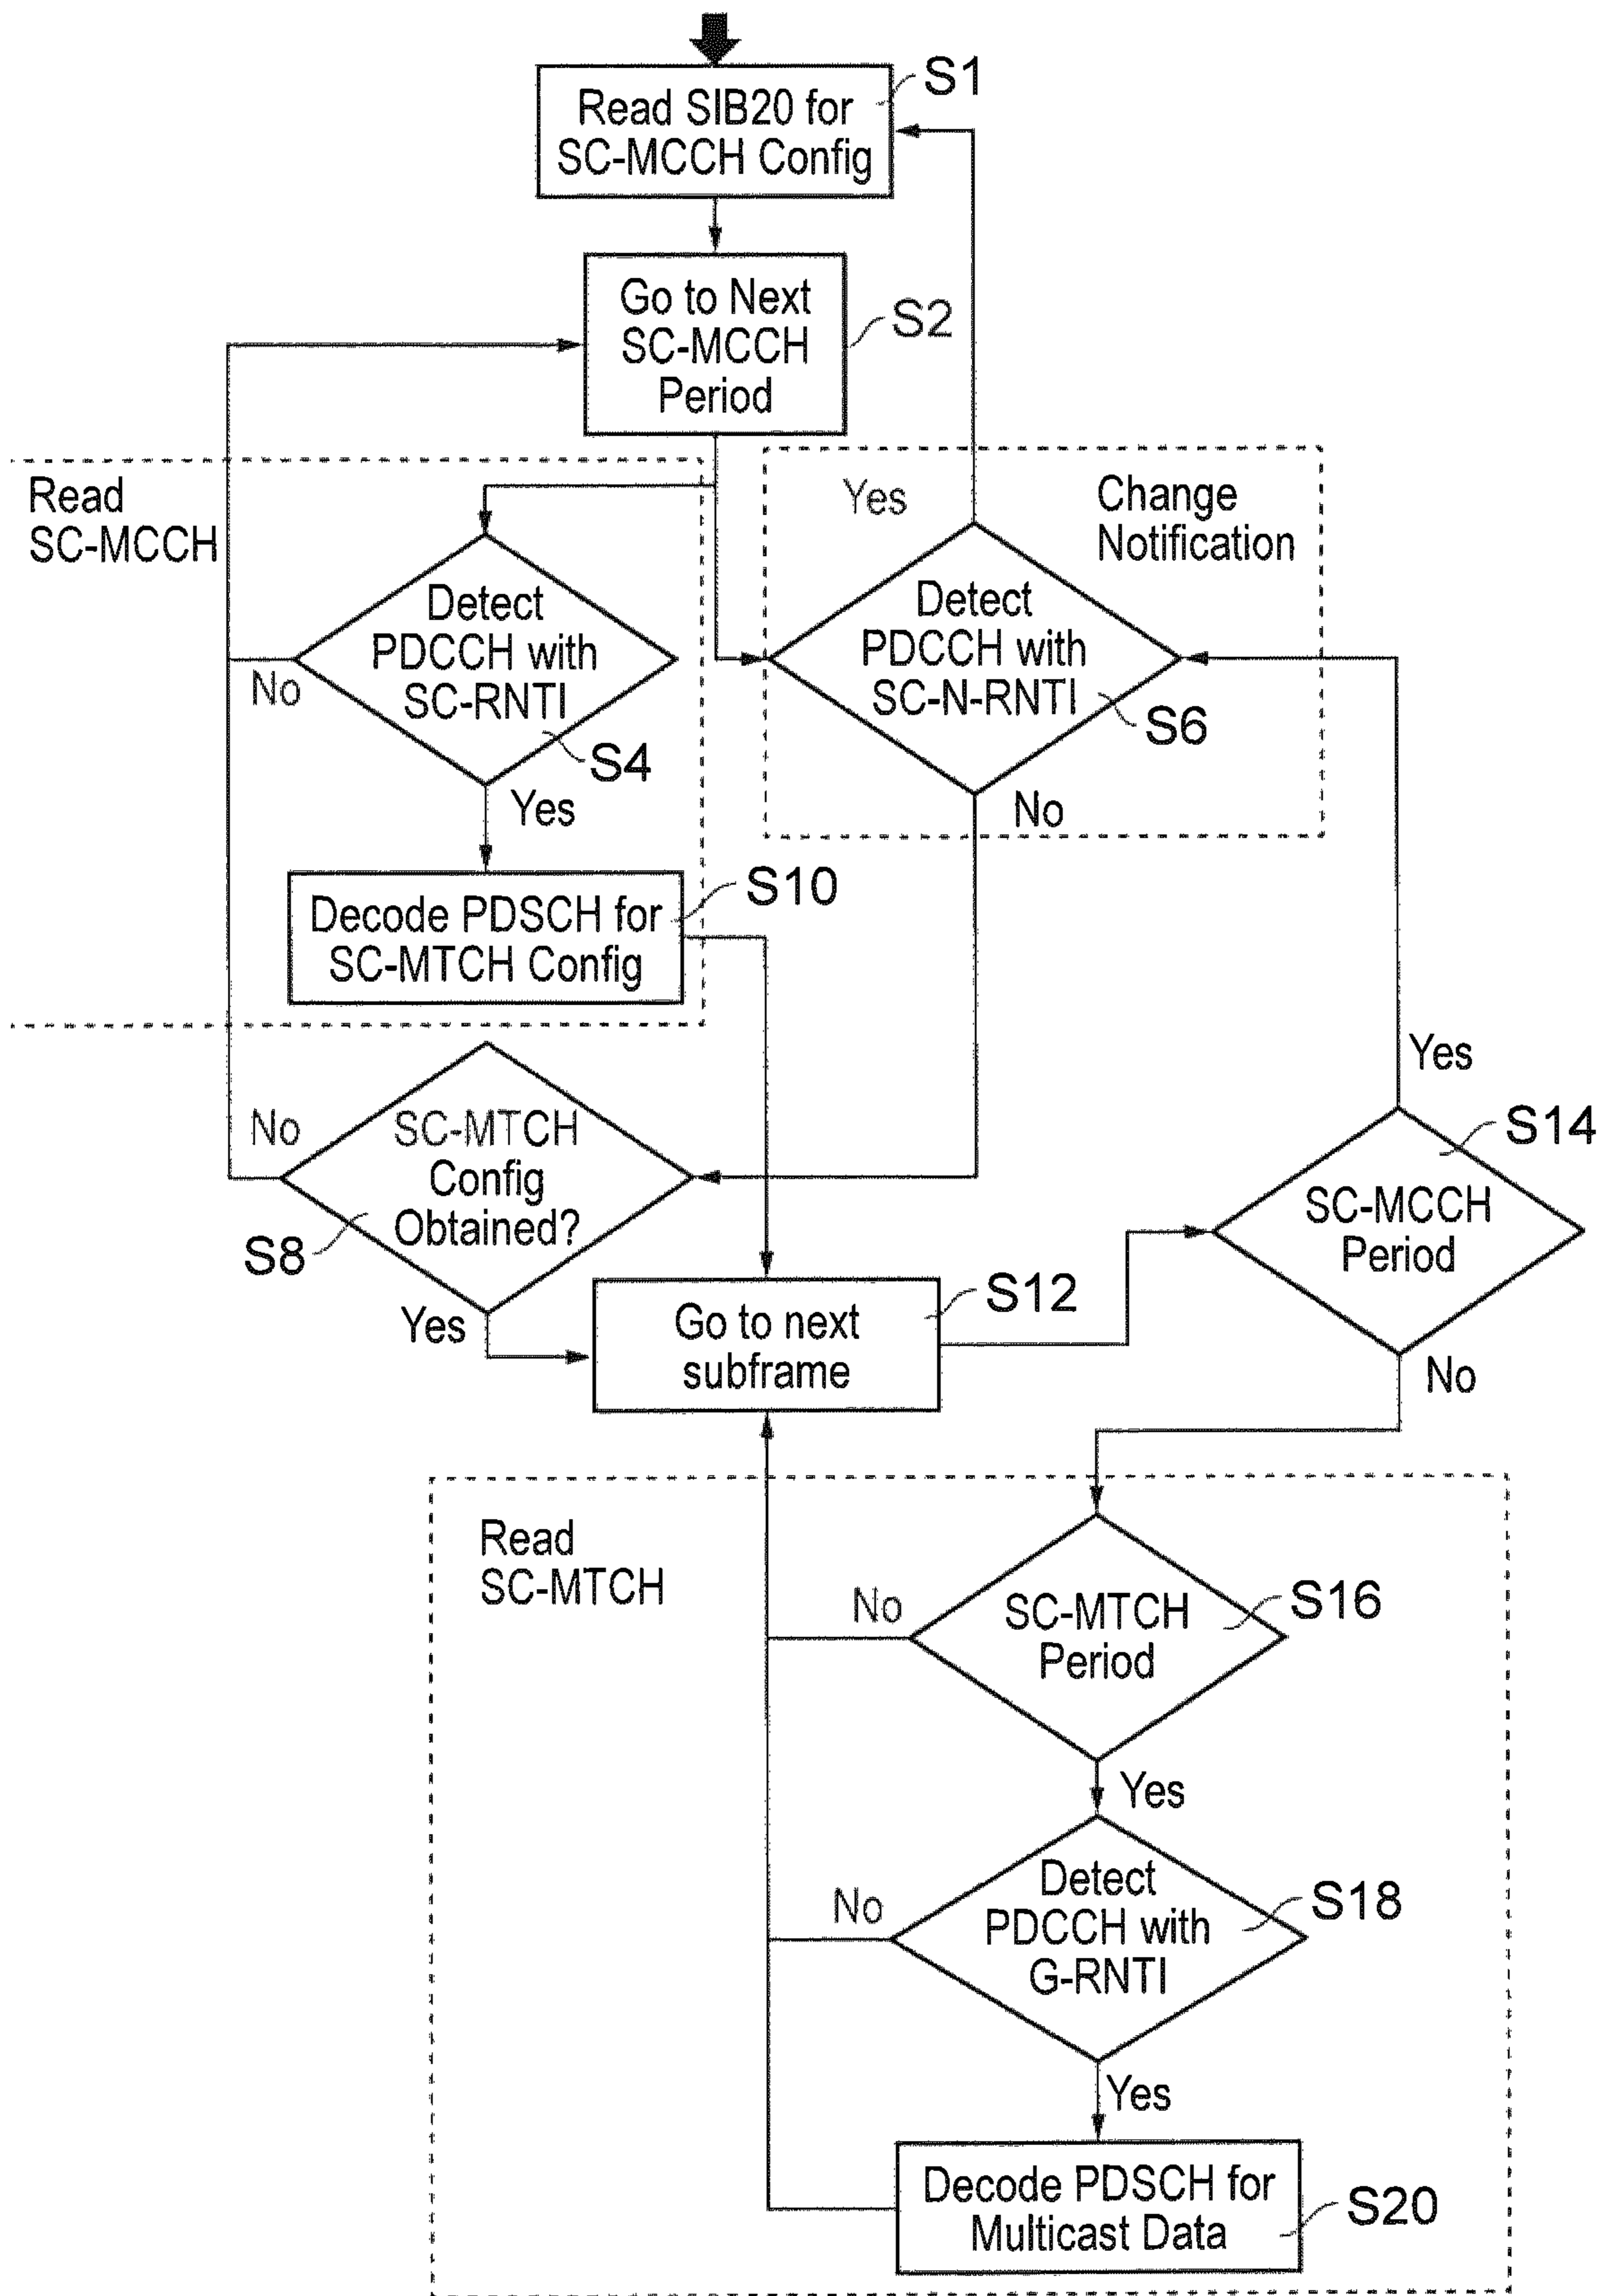 S1
Read SIB20 for
SC-MCCH Config
Go to Next
SC-MCCH
Period
S2
Read
SC-MCCH
Yes
Change
Notification
Detect
PDCCH with
SC-RNTI
No
S4
Yes
Detect
PDCCH with
SC-N-RNTI
S6
No
S10
Decode PDSCH for
SC-MTCH Config
Yes
S14
SC-MCCH
Period
No
No
SC-MTCH
Config
Obtained?
S8
Yes
S12
Go to next
subframe
Read
SC-MTCH
No
SC-MTCH
Period
S16
Yes
No
Detect
PDCCH with
G-RNTI
S18
Yes
Decode PDSCH for
Multicast Data
S20